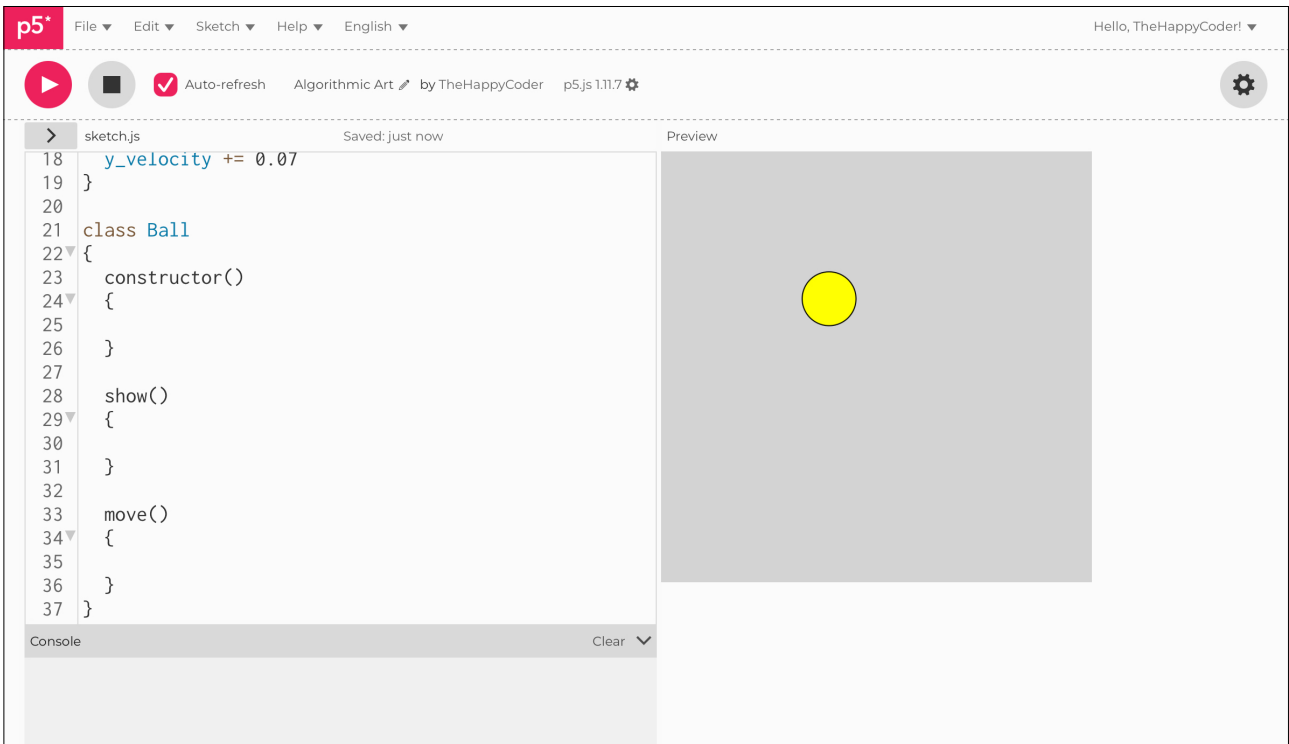 p5* File Edit Sketch Help English Hello, TheHappyCoder!
Auto-refresh Algorithmic Art by TheHappyCoder p5.js 1.11.7
sketch.js Saved: just now Preview
18 y_velocity += 0.07
19 }
20
21 class Ball
22 {
23 constructor()
24 {
25
26 }
27
28 show()
29 {
30
31 }
32
33 move()
34 {
35
36 }
37 }
Console Clear